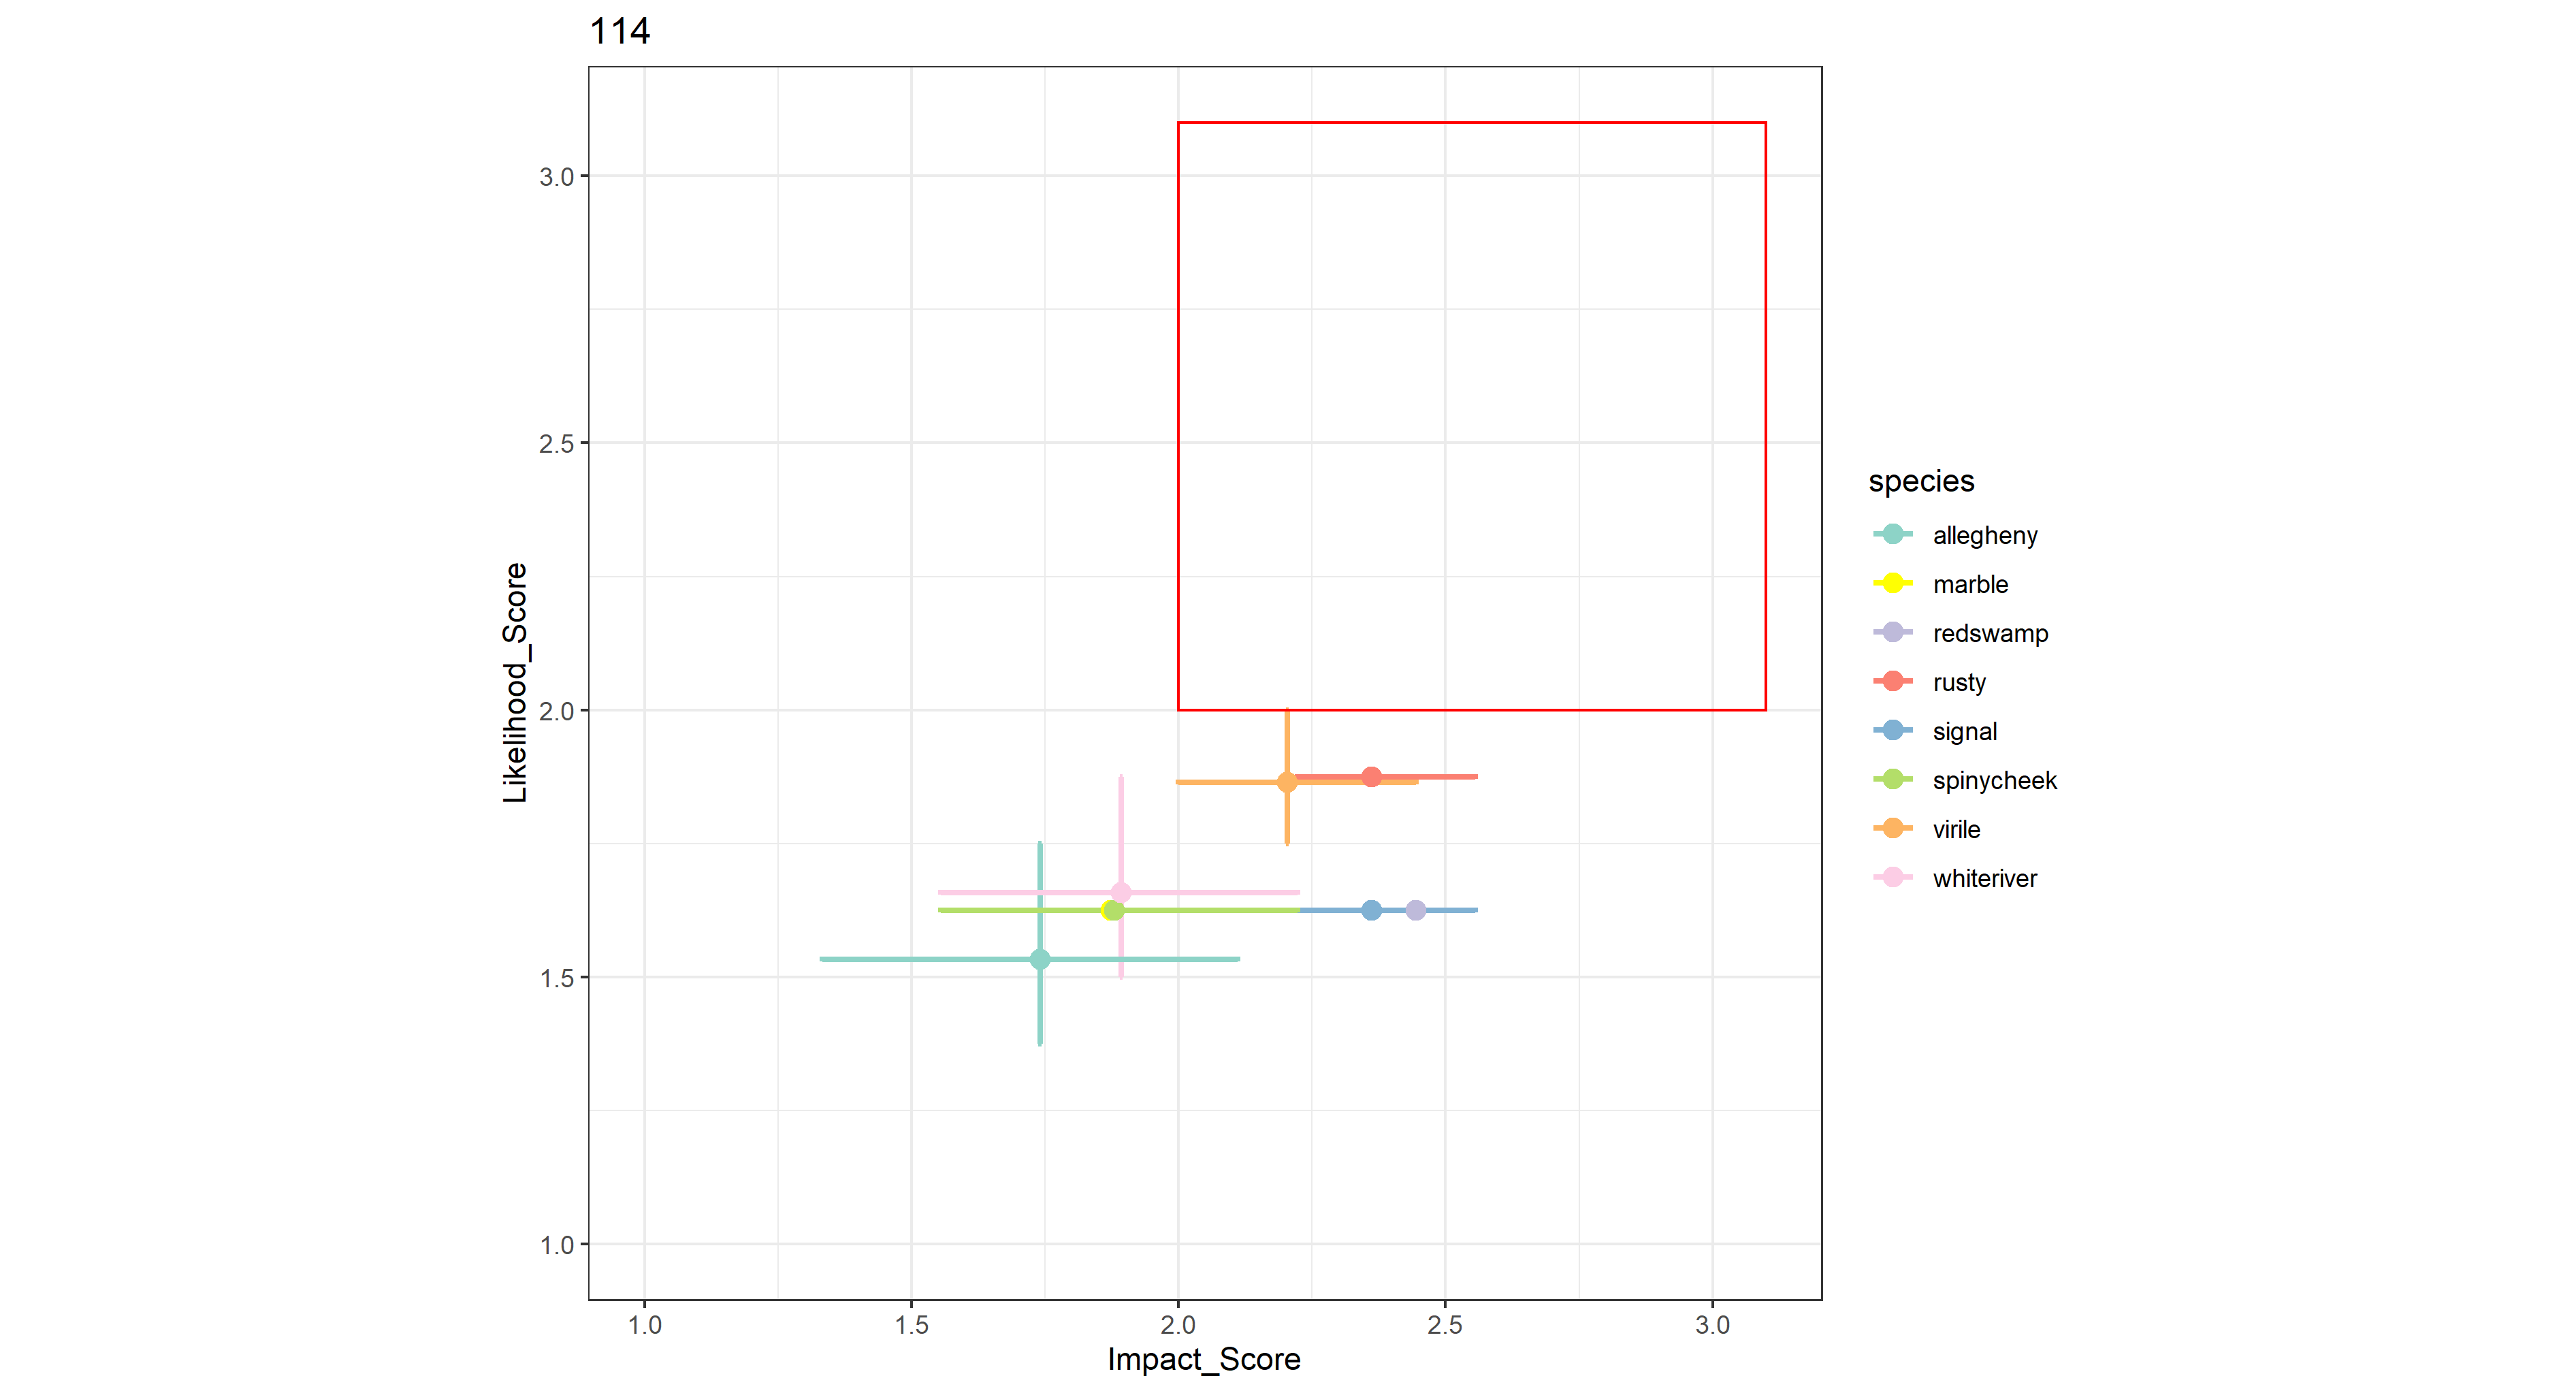 114
Likelihood_Score
3.0
2.5
2.0
1.5
1.0
1.0 1.5 2.0 2.5 3.0
Impact_Score
species
allegheny
marble
redswamp
rusty
signal
spinycheek
virile
whiteriver